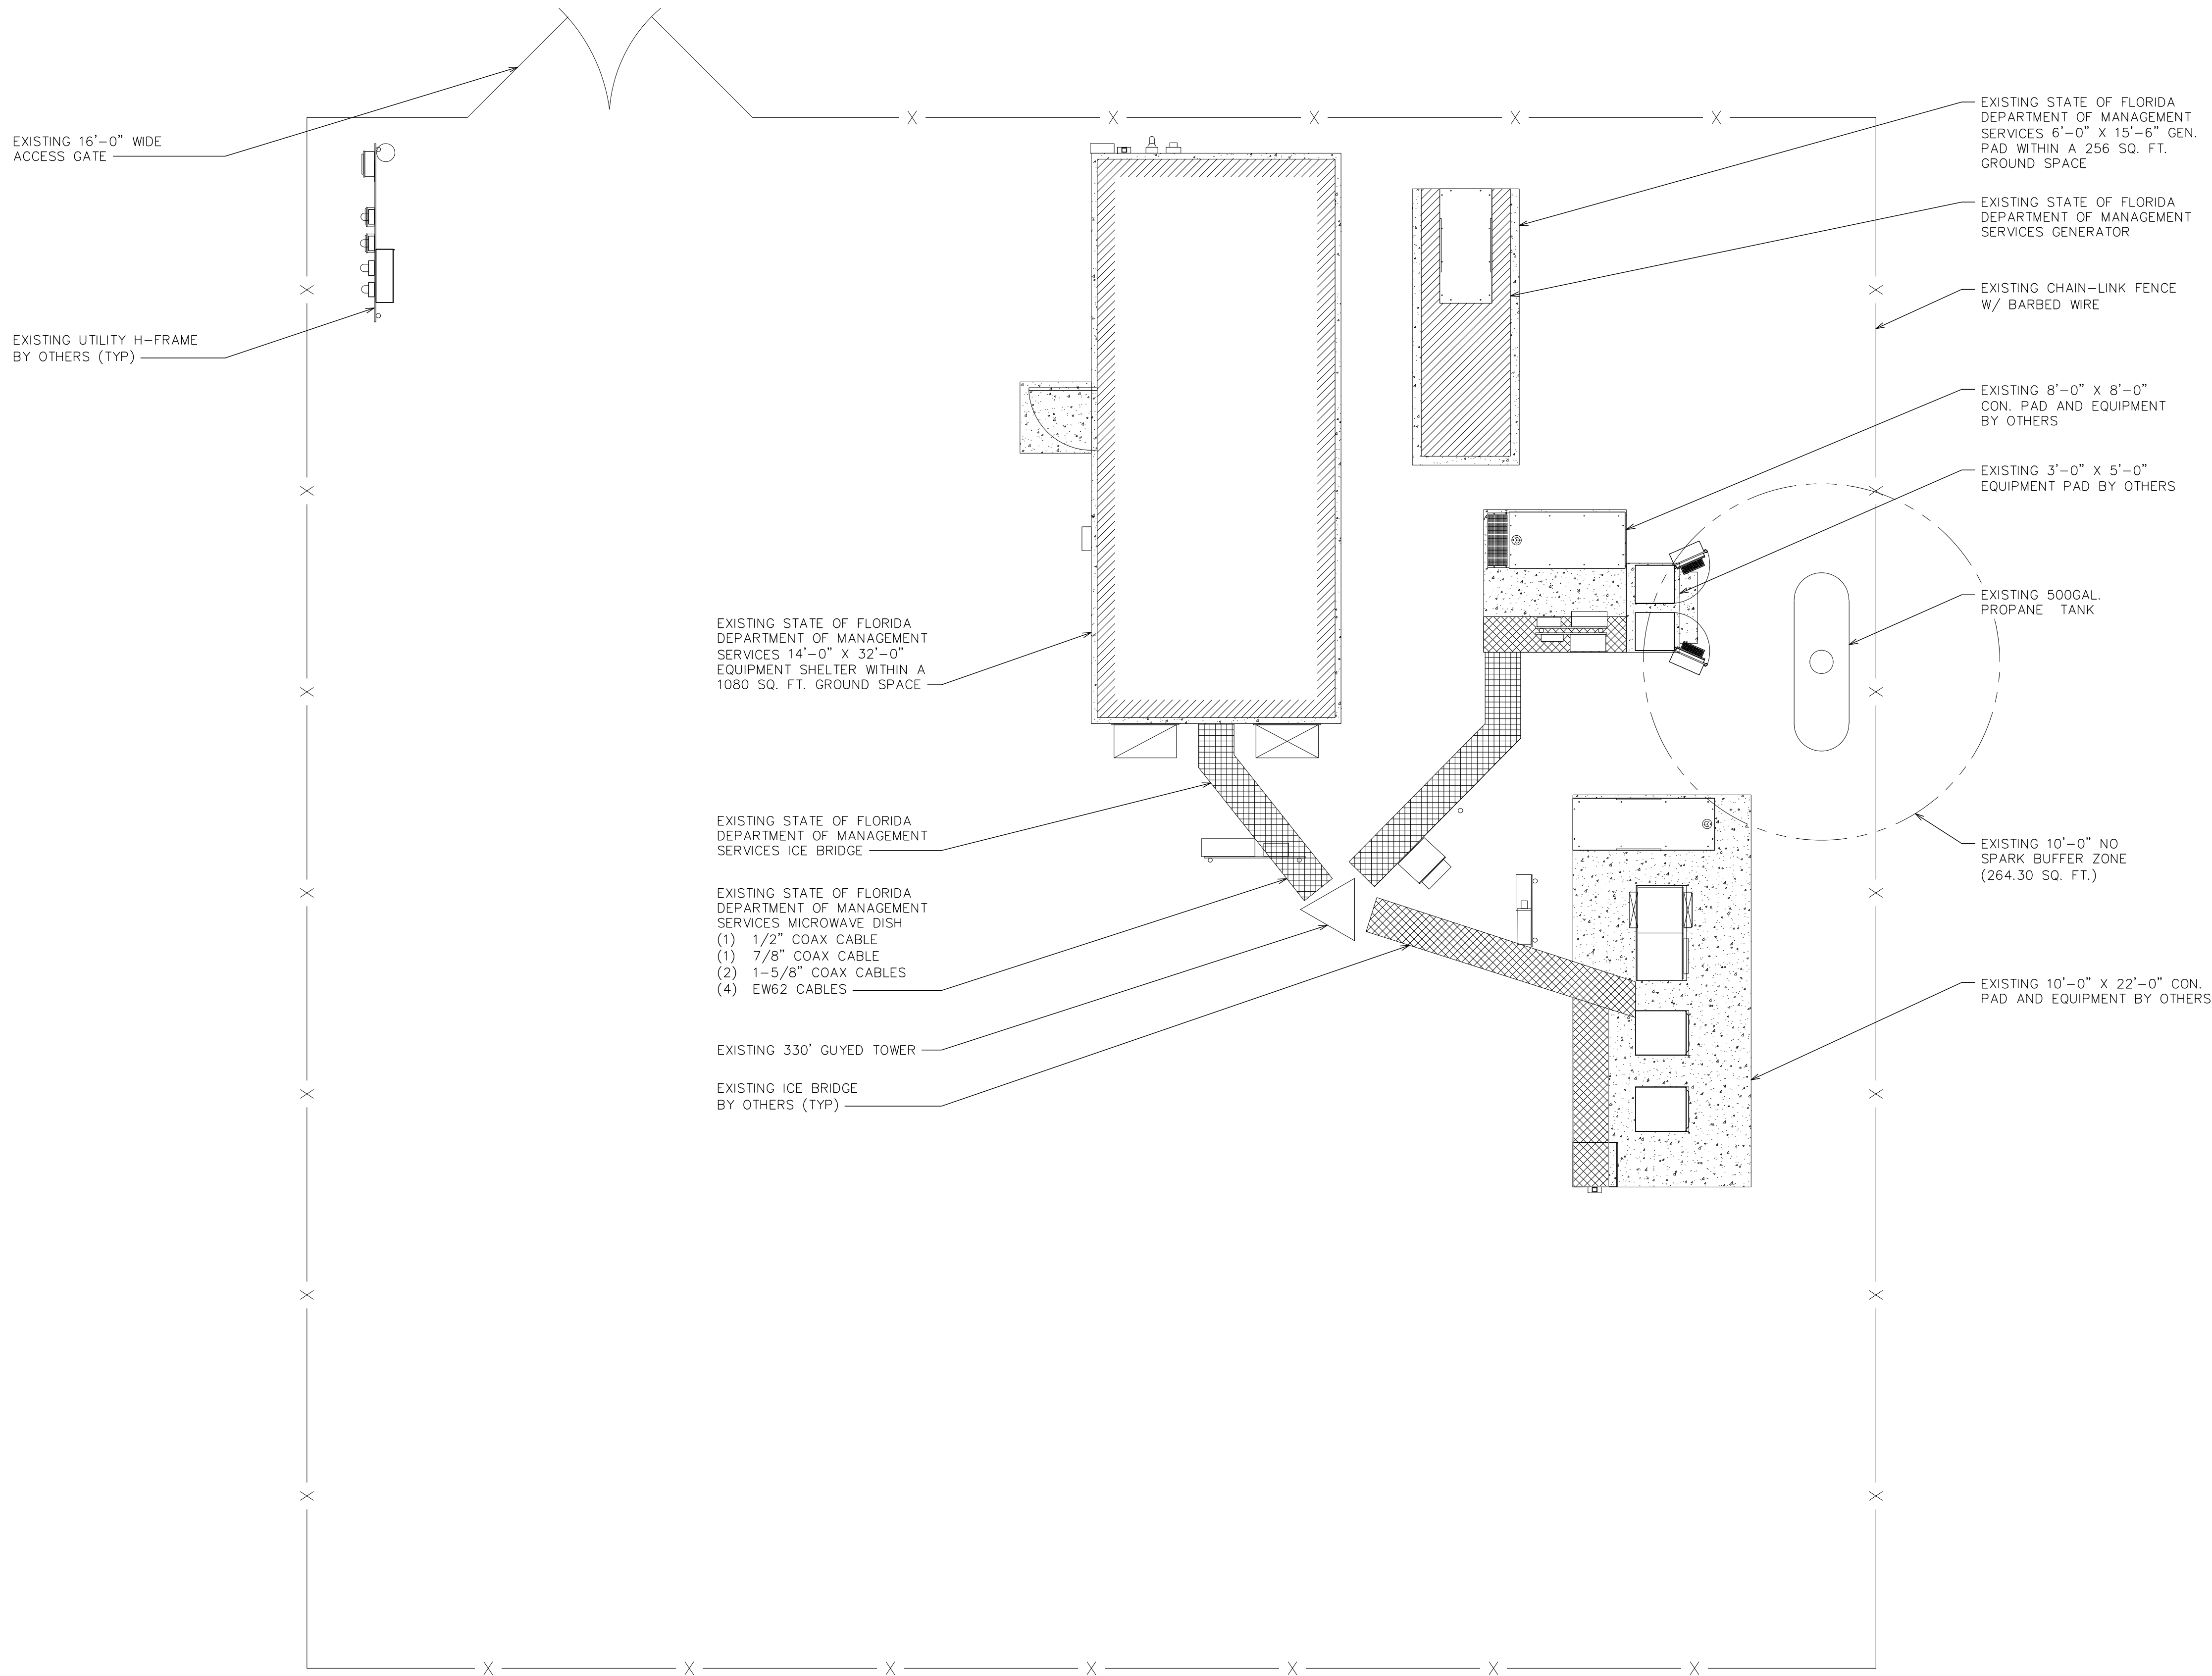 EXISTING 16'-0" WIDE
ACCESS GATE
EXISTING UTILITY H-FRAME
BY OTHERS (TYP)
EXISTING STATE OF FLORIDA
DEPARTMENT OF MANAGEMENT
SERVICES 14'-0" X 32'-0"
EQUIPMENT SHELTER WITHIN A
1080 SQ. FT. GROUND SPACE
EXISTING STATE OF FLORIDA
DEPARTMENT OF MANAGEMENT
SERVICES ICE BRIDGE
EXISTING STATE OF FLORIDA
DEPARTMENT OF MANAGEMENT
SERVICES MICROWAVE DISH
(1) 1/2" COAX CABLE
(1) 7/8" COAX CABLE
(2) 1-5/8" COAX CABLES
(4) EW62 CABLES
EXISTING 330' GUYED TOWER
EXISTING ICE BRIDGE
BY OTHERS (TYP)
EXISTING STATE OF FLORIDA
DEPARTMENT OF MANAGEMENT
SERVICES 6'-0" X 15'-6" GEN.
PAD WITHIN A 256 SQ. FT.
GROUND SPACE
EXISTING STATE OF FLORIDA
DEPARTMENT OF MANAGEMENT
SERVICES GENERATOR
EXISTING CHAIN-LINK FENCE
W/ BARBED WIRE
EXISTING 8'-0" X 8'-0"
CON. PAD AND EQUIPMENT
BY OTHERS
EXISTING 3'-0" X 5'-0"
EQUIPMENT PAD BY OTHERS
EXISTING 500GAL.
PROPANE TANK
EXISTING 10'-0" NO
SPARK BUFFER ZONE
(264.30 SQ. FT.)
EXISTING 10'-0" X 22'-0" CON.
PAD AND EQUIPMENT BY OTHERS